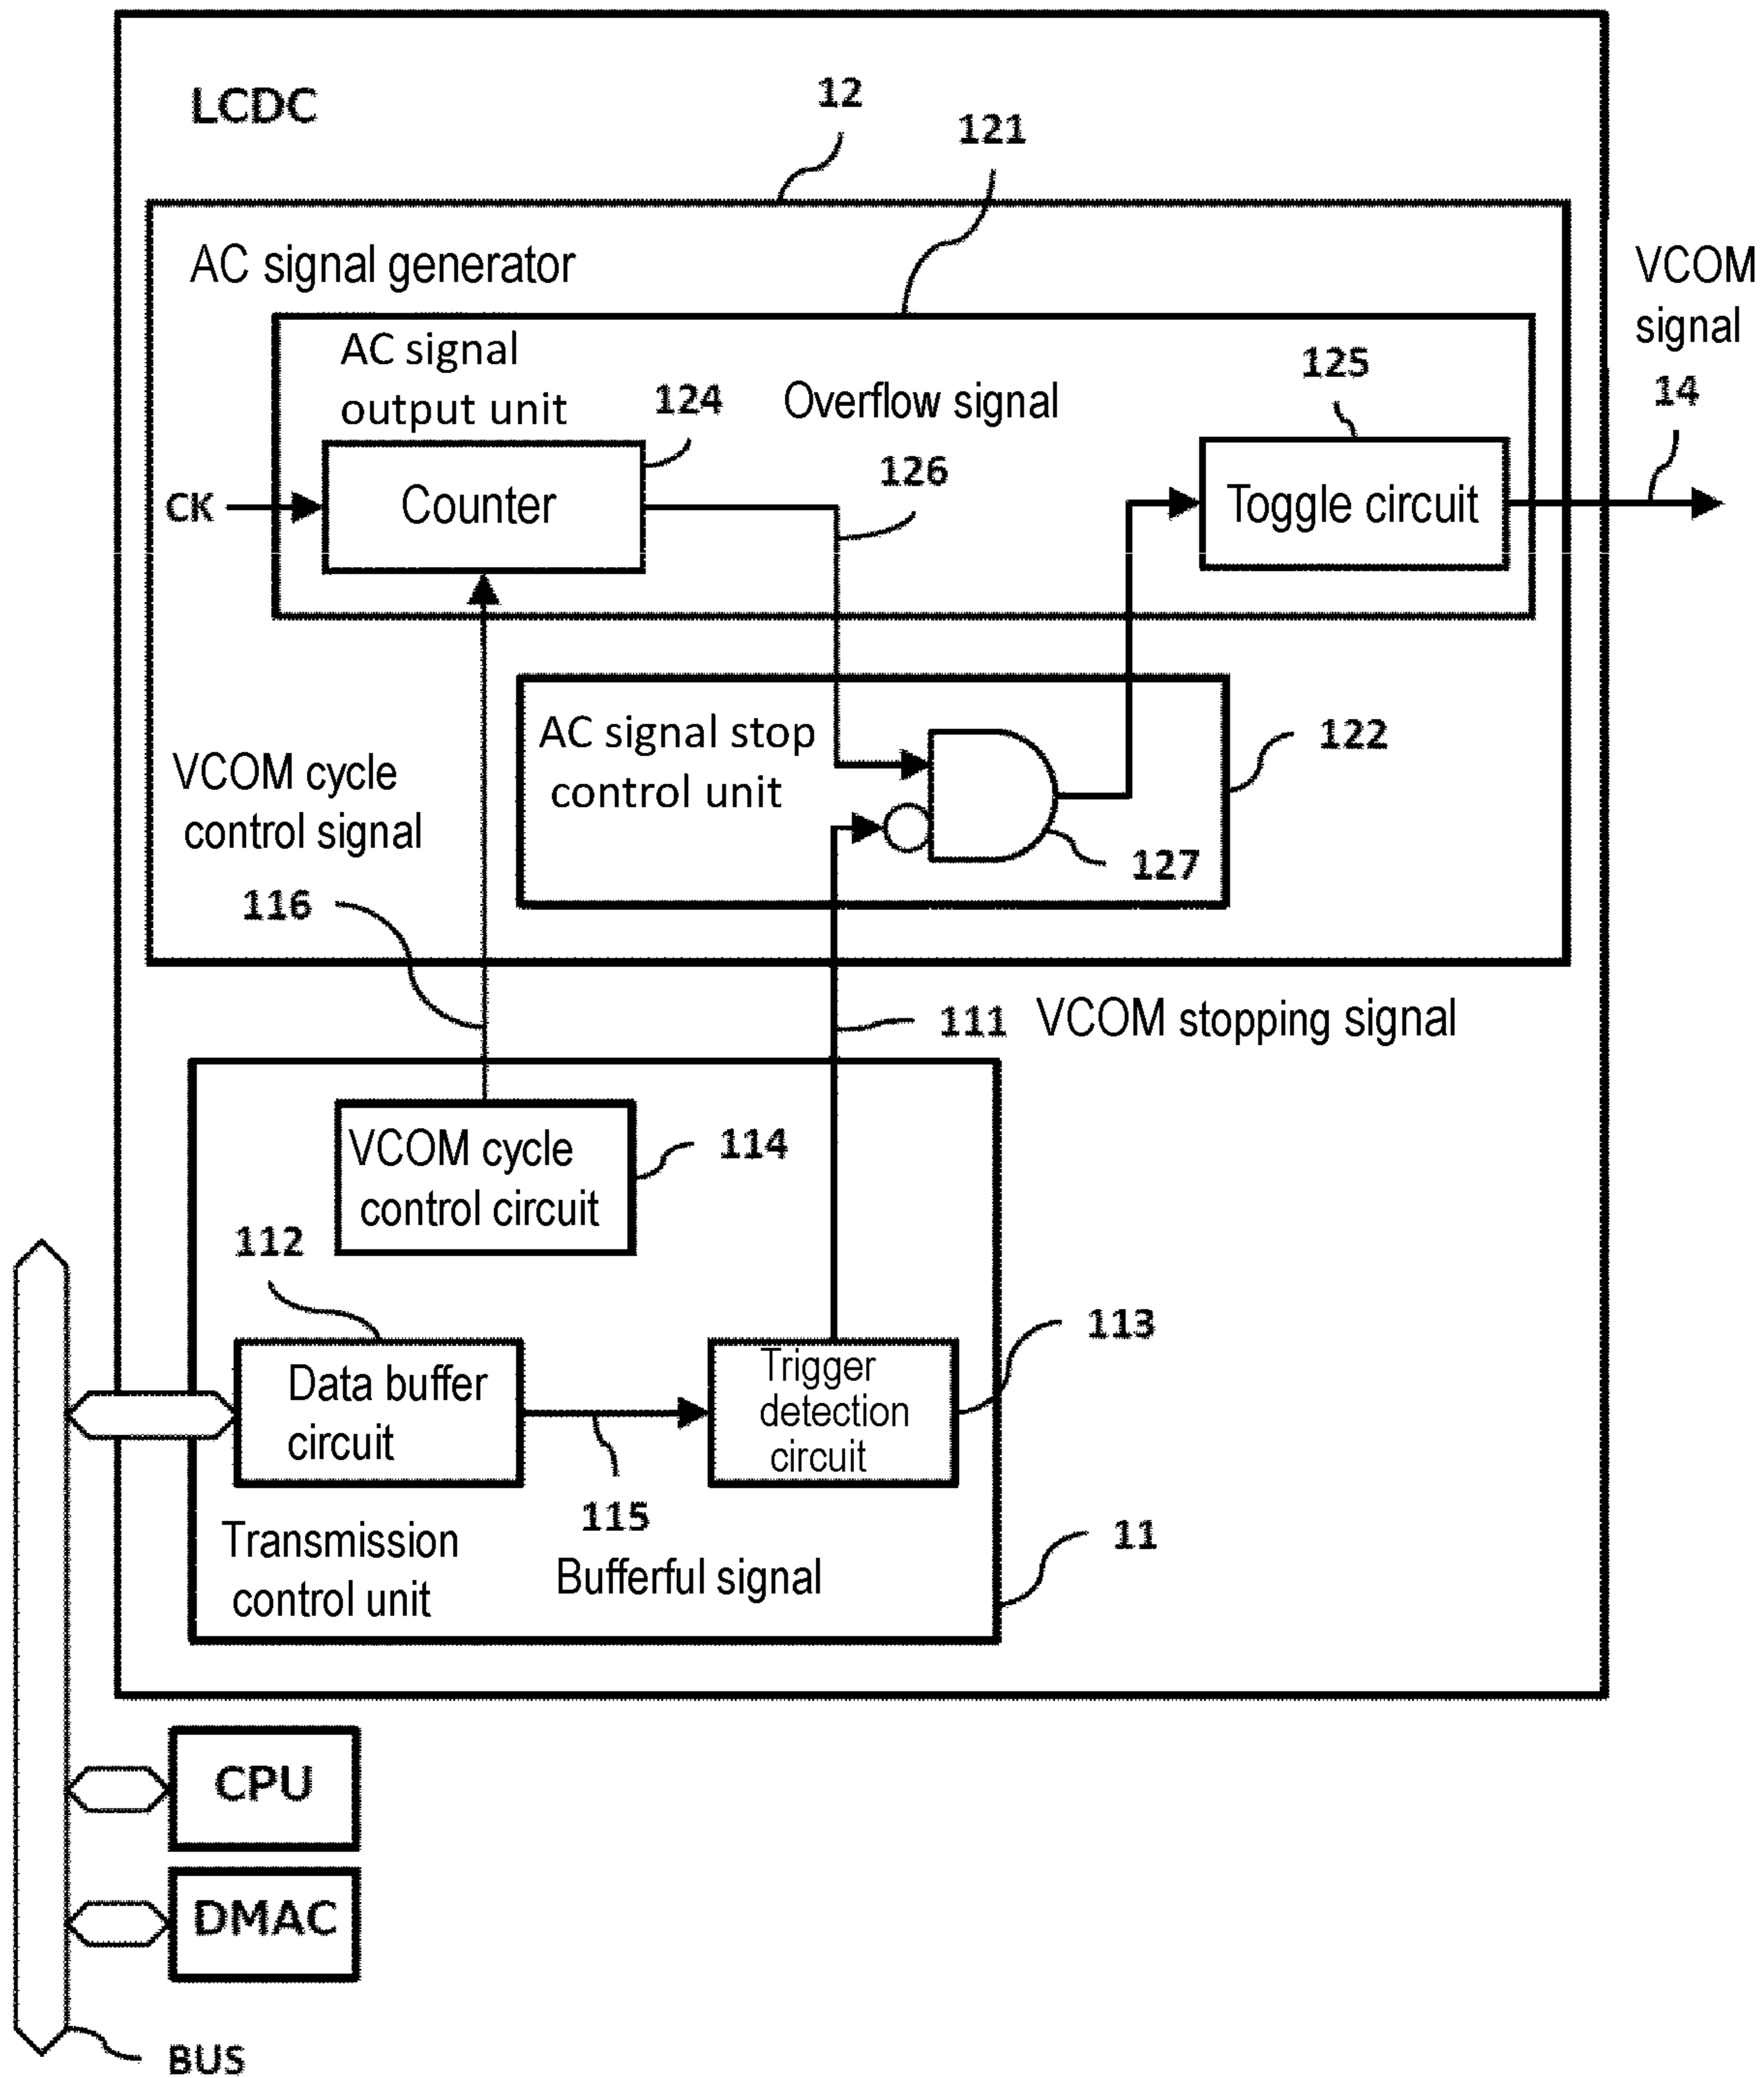 LCDC
12
121
AC signal generator
VCOM
signal
14
AC signal
output unit
124
Overflow signal
126
125
CK
Counter
Toggle circuit
AC signal stop
control unit
122
127
VCOM cycle
control signal
116
111 VCOM stopping signal
VCOM cycle
control circuit
114
112
113
Data buffer
circuit
Trigger
detection
circuit
115
Bufferful signal
Transmission
control unit
11
CPU
DMAC
BUS